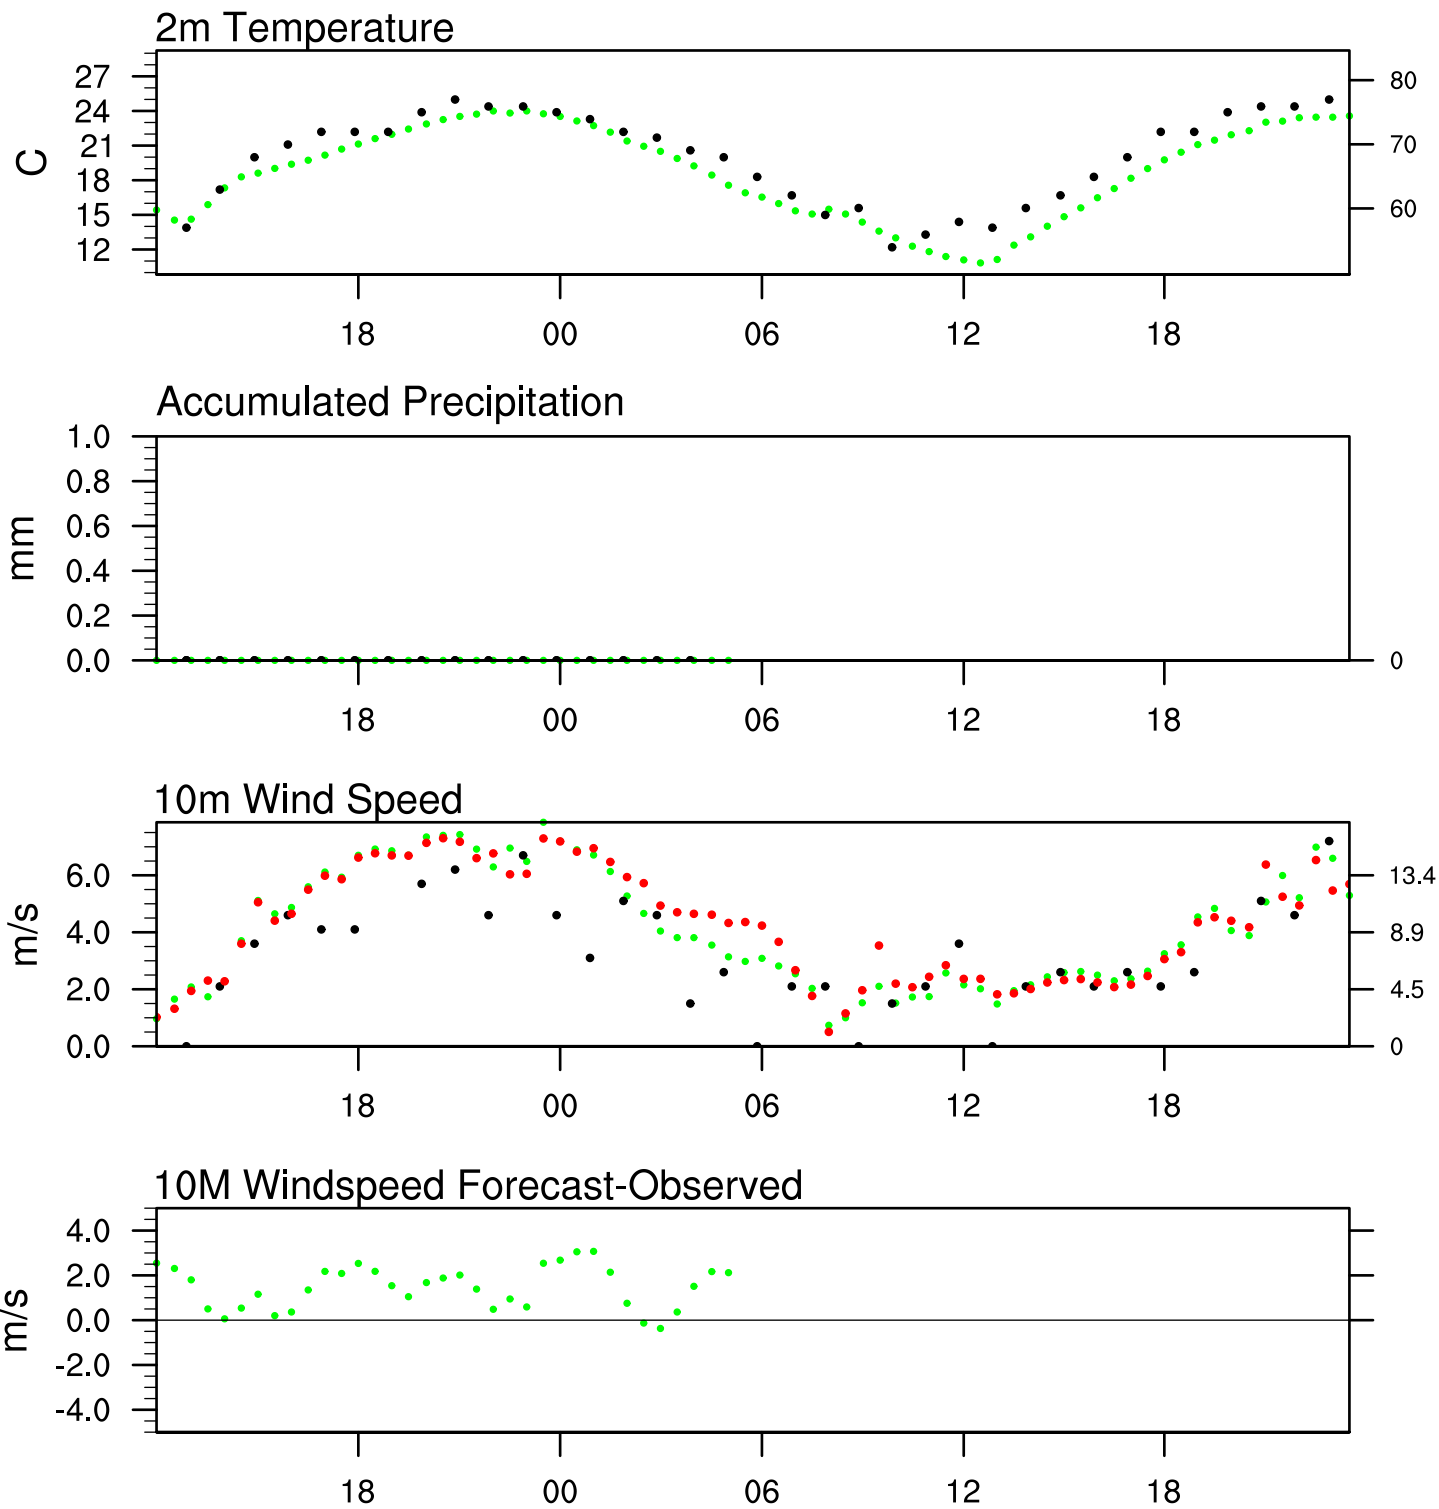 2m Temperature
27
24
21
18
15
12
C
80
70
60
18 00 06 12 18
Accumulated Precipitation
1.0
0.8
0.6
0.4
0.2
0.0
mm
0
18 00 06 12 18
10m Wind Speed
6.0
4.0
2.0
0.0
m/s
13.4
8.9
4.5
0
18 00 06 12 18
10M Windspeed Forecast-Observed
4.0
2.0
0.0
-2.0
-4.0
m/s
18 00 06 12 18